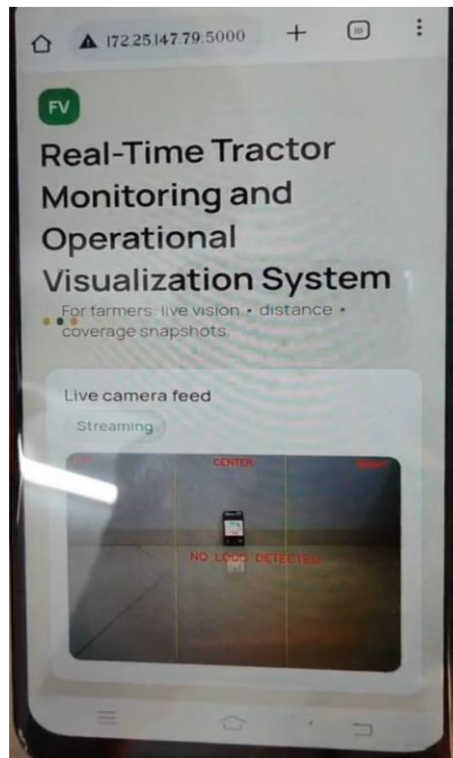 172.25.147.79:5000
10
FV
Real-Time Tractor
Monitoring and
Operational
Visualization System
For farmers: live vision • distance •
coverage snapshots.
Live camera feed
Streaming
CENTER
NO LOGO DETECTED